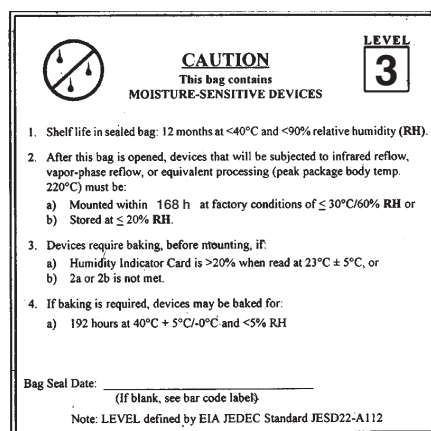 LEVEL
3
CAUTION
This bag contains
MOISTURE-SENSITIVE DEVICES
1. Shelf life in sealed bag: 12 months at <40°C and <90% relative humidity (RH).
2. After this bag is opened, devices that will be subjected to infrared reflow,
vapor-phase reflow, or equivalent processing (peak package body temp.
220°C) must be:
a) Mounted within 168 h at factory conditions of ≤ 30°C/60% RH or
b) Stored at ≤ 20% RH.
3. Devices require baking, before mounting, if:
a) Humidity Indicator Card is >20% when read at 23°C ± 5°C, or
b) 2a or 2b is not met.
4. If baking is required, devices may be baked for:
a) 192 hours at 40°C + 5°C/-0°C and <5% RH
Bag Seal Date:
(If blank, see bar code label)
Note: LEVEL defined by EIA JEDEC Standard JESD22-A112